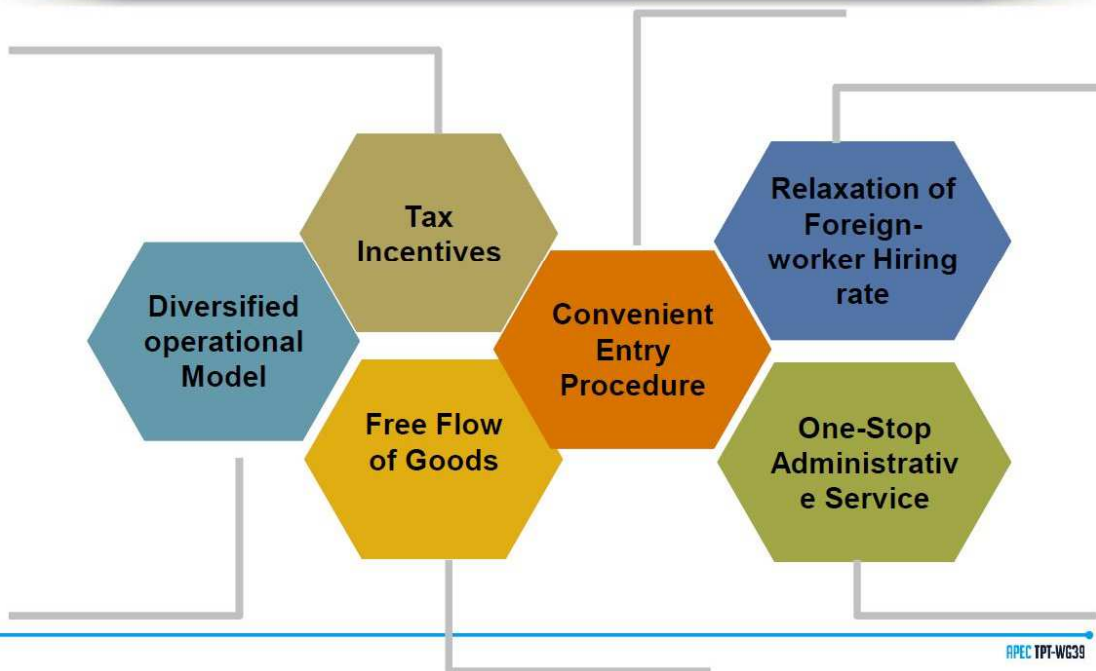 Tax
Incentives
Relaxation of
Foreign-
worker Hiring
rate
Diversified
operational
Model
Convenient
Entry
Procedure
Free Flow
of Goods
One-Stop
Administrativ
e Service
APEC TPT-WG39